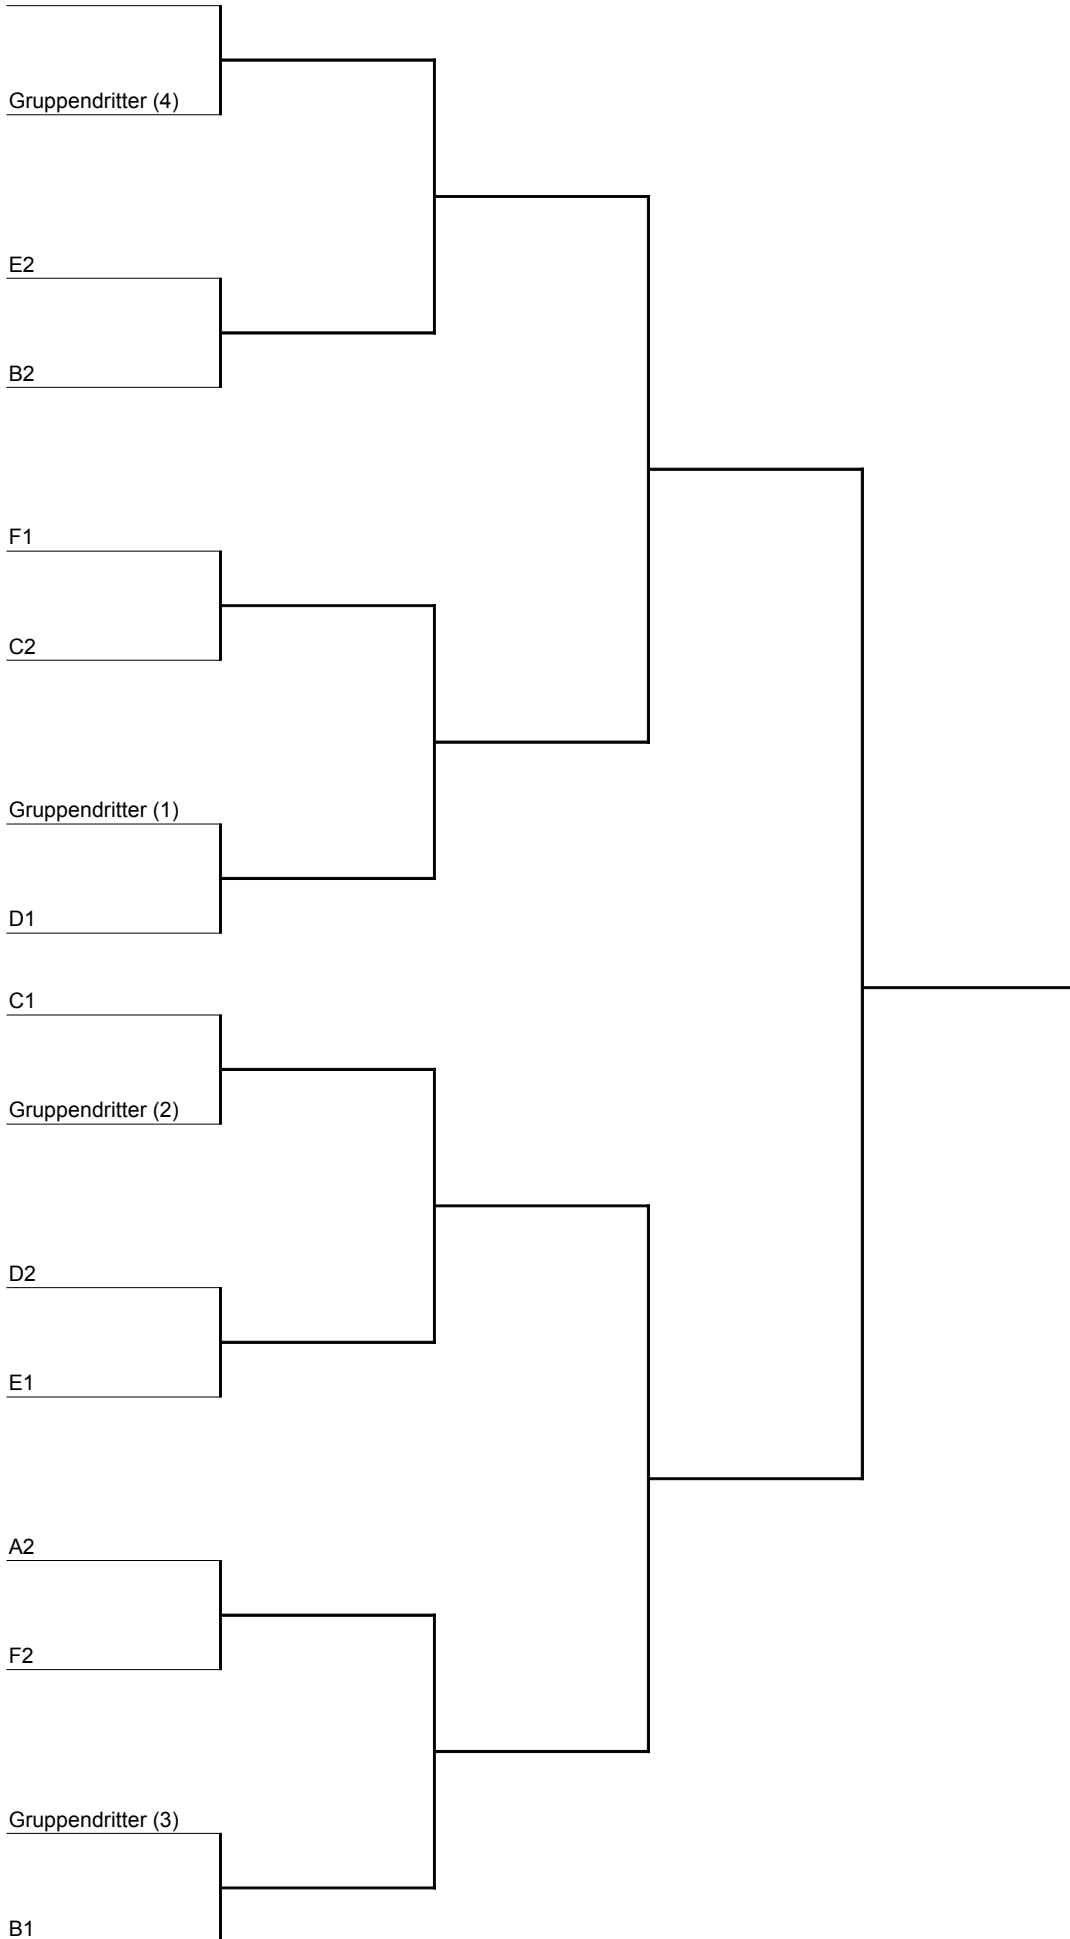 Gruppendritter (4)
E2
B2
F1
C2
Gruppendritter (1)
D1
C1
Gruppendritter (2)
D2
E1
A2
F2
Gruppendritter (3)
B1